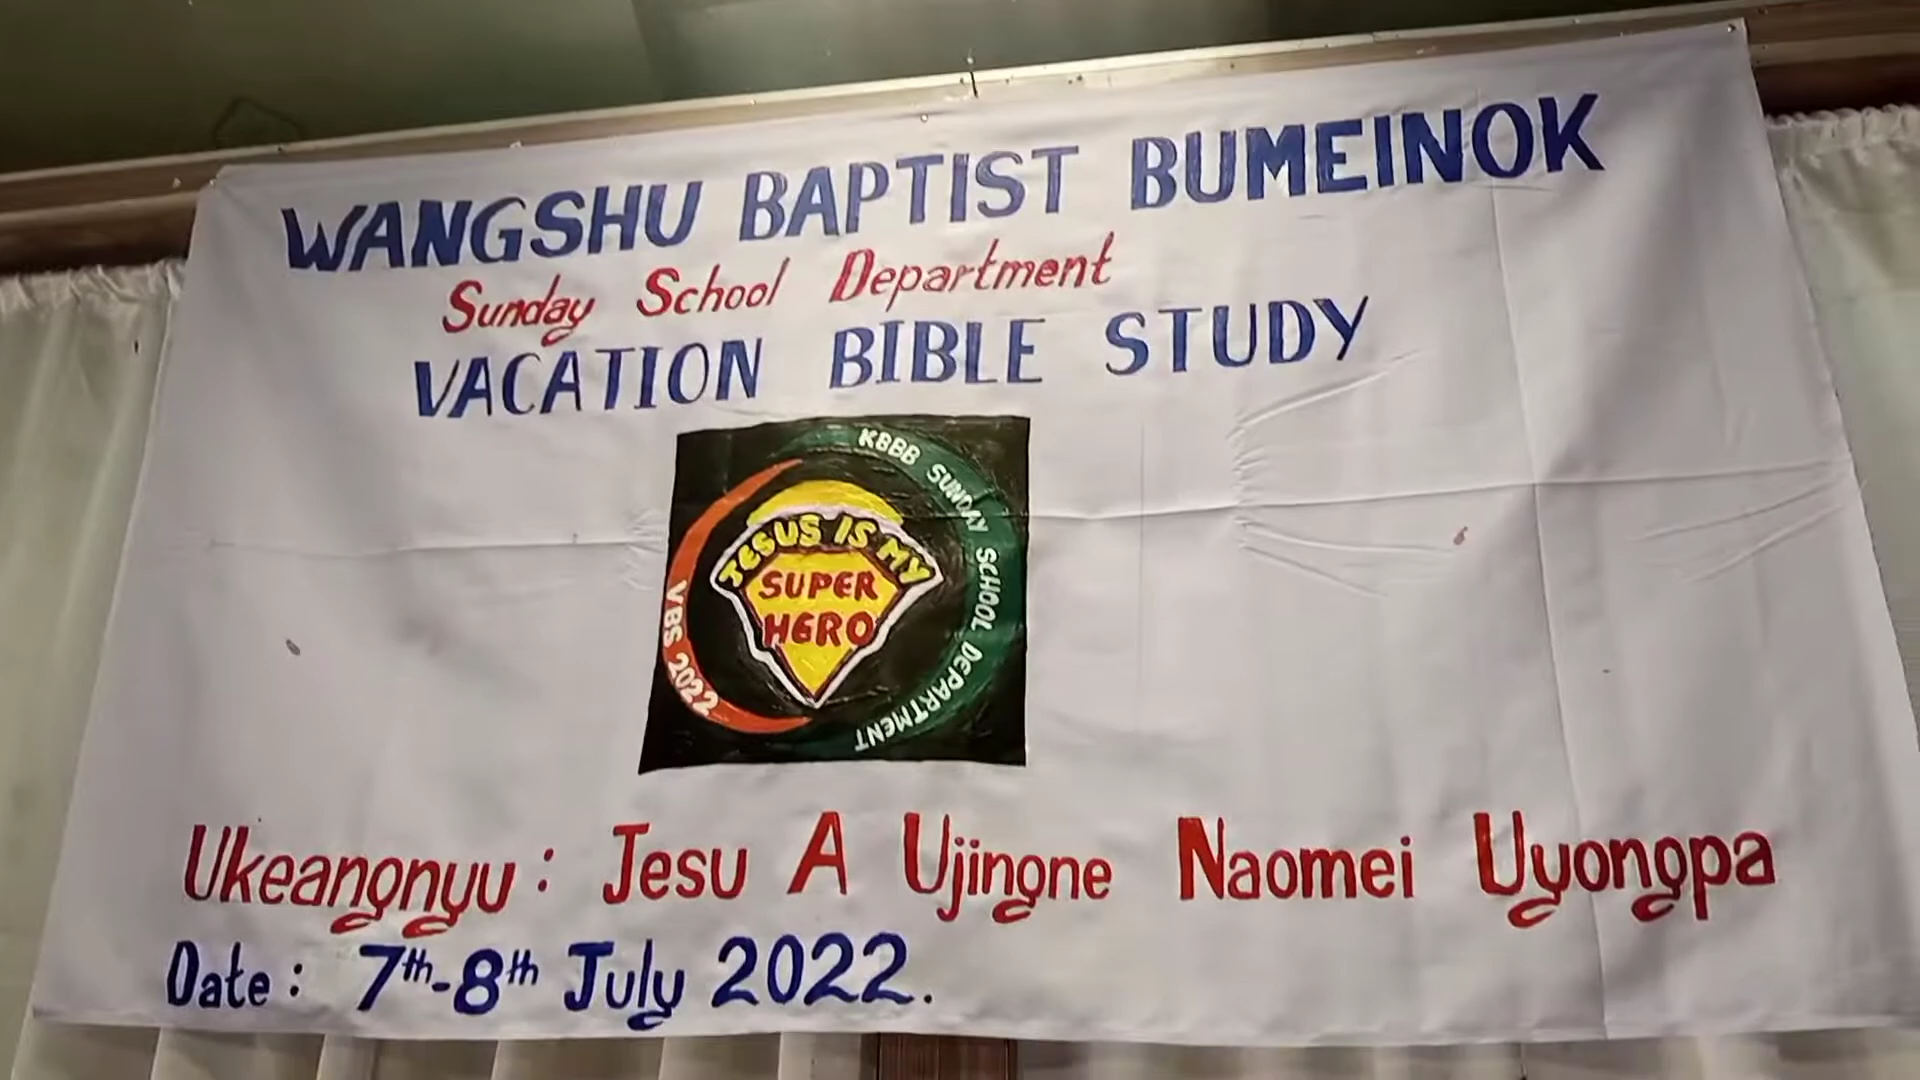 WANGSHU BAPTIST BUMEINOK
Sunday School Department
VACATION BIBLE STUDY
KBBB SUNDAY SCHOOL DEPARTMENT
JESUS IS MY
SUPER
HERO
VBS 2022
Ukeangnyu : Jesu A Ujingne Naomei Uyongpa
Date : 7th-8th July 2022.